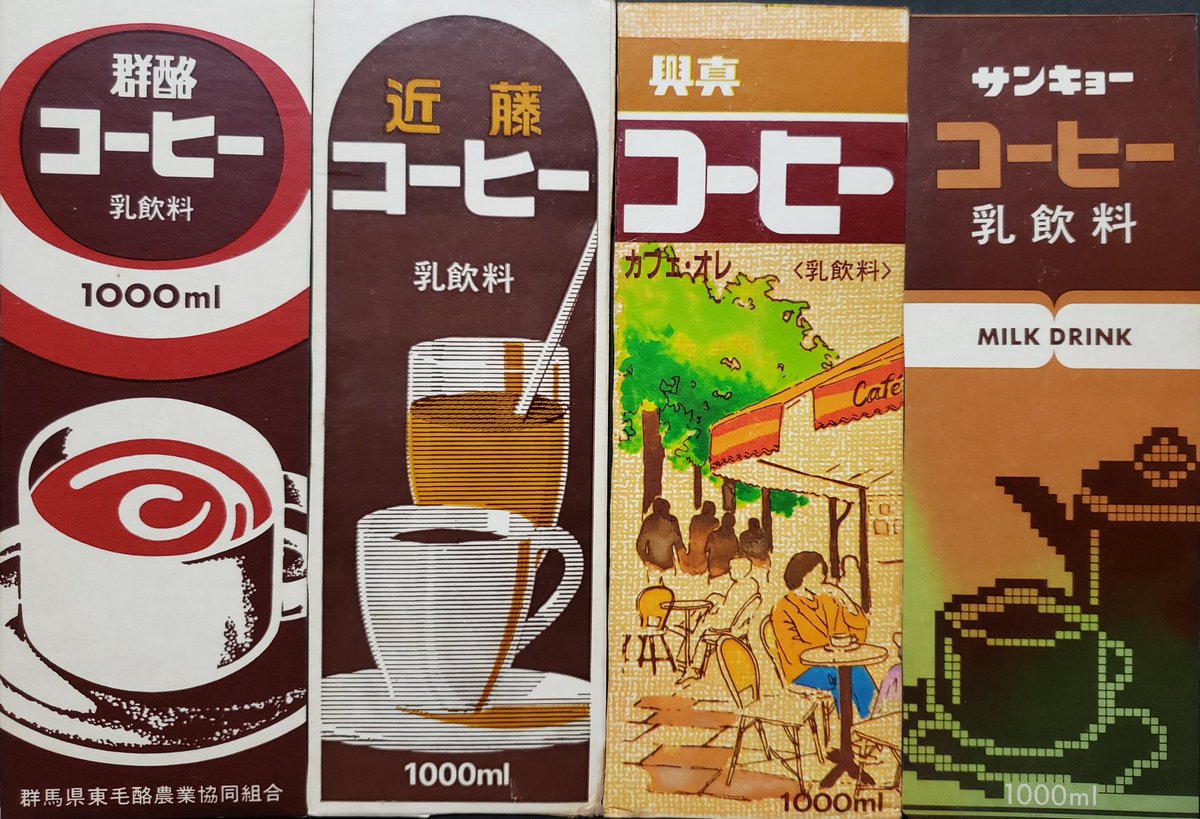 群酪
コーヒー
乳飲料
1000ml
群馬県東毛酪農業協同組合
近藤
コーヒー
乳飲料
1000ml
興真
コーヒー
カフェ・オレ
〈乳飲料〉
Café
1000ml
サンキョー
コーヒー
乳飲料
MILK DRINK
1000ml